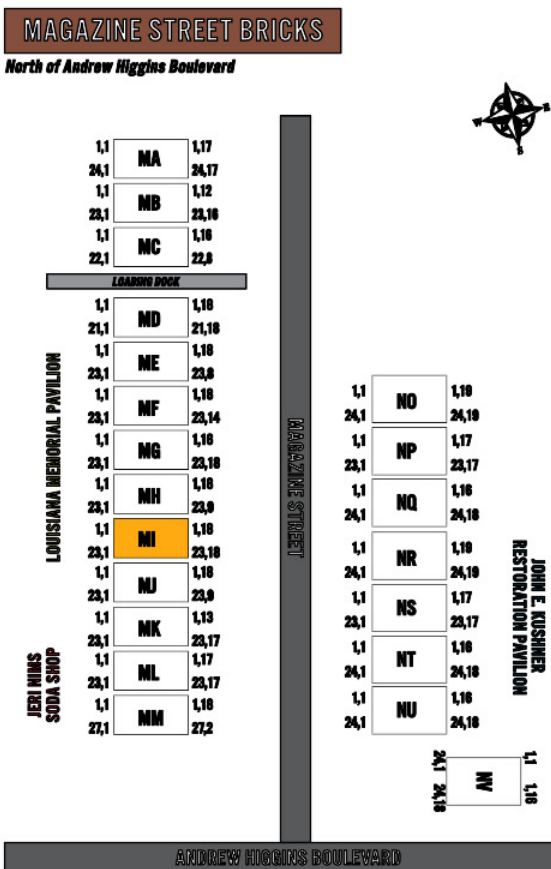 MAGAZINE STREET BRICKS
North of Andrew Higgins Boulevard
N
W
E
S
1,1 MA 1,17
24,1 24,17
1,1 MB 1,12
23,1 23,16
1,1 MC 1,16
22,1 22,8
LOADING DOCK
1,1 MD 1,18
21,1 21,18
1,1 ME 1,18
23,1 23,8
1,1 MF 1,18
23,1 23,14
1,1 MG 1,16
23,1 23,18
1,1 MH 1,18
23,1 23,9
1,1 MI 1,18
23,1 23,18
1,1 MJ 1,18
23,1 23,9
1,1 MK 1,13
23,1 23,17
1,1 ML 1,17
23,1 23,17
1,1 MM 1,18
27,1 27,2
LOUISIANA MEMORIAL PAVILION
JERI NIMS
SODA SHOP
MAGAZINE STREET
1,1 NO 1,19
24,1 24,19
1,1 NP 1,17
23,1 23,17
1,1 NQ 1,16
24,1 24,18
1,1 NR 1,19
24,1 24,19
1,1 NS 1,17
23,1 23,17
1,1 NT 1,16
24,1 24,18
1,1 NU 1,16
24,1 24,18
JOHN E. KUSHNER
RESTORATION PAVILION
1,1 NV 1,16
24,1 24,18
ANDREW HIGGINS BOULEVARD